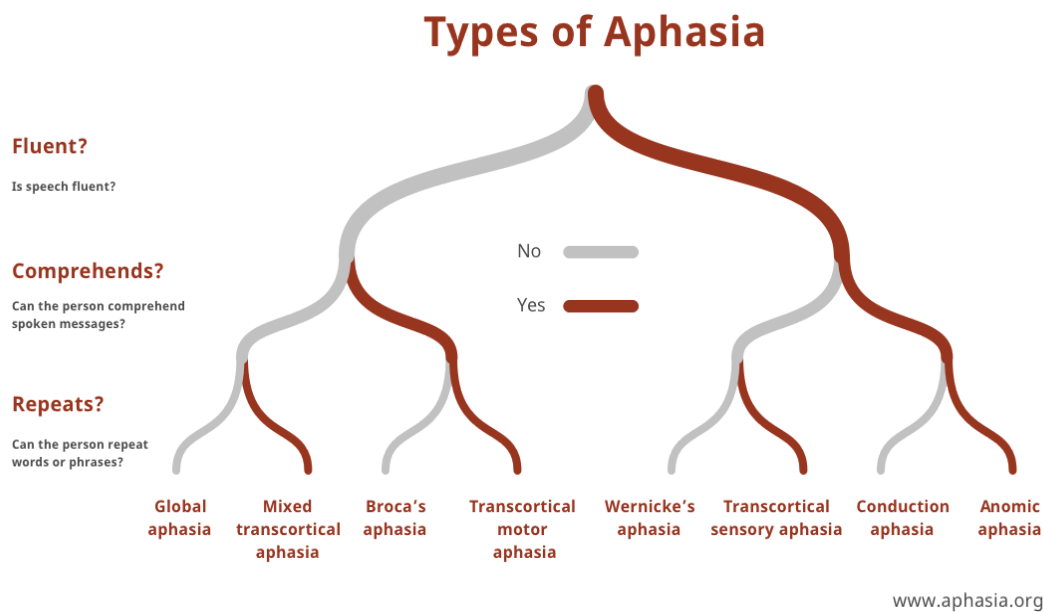 Types of Aphasia
Fluent?
Is speech fluent?
No
Comprehends?
Yes
Can the person comprehend
spoken messages?
Repeats?
Can the person repeat
words or phrases?
Global
aphasia
Mixed
transcortical
aphasia
Broca's
aphasia
Transcortical
motor
aphasia
Wernicke's
aphasia
Transcortical
sensory aphasia
Conduction
aphasia
Anomic
aphasia
www.aphasia.org